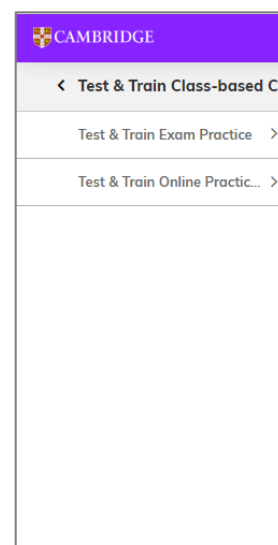 CAMBRIDGE
Test & Train Class-based C
Test & Train Exam Practice
Test & Train Online Practic...